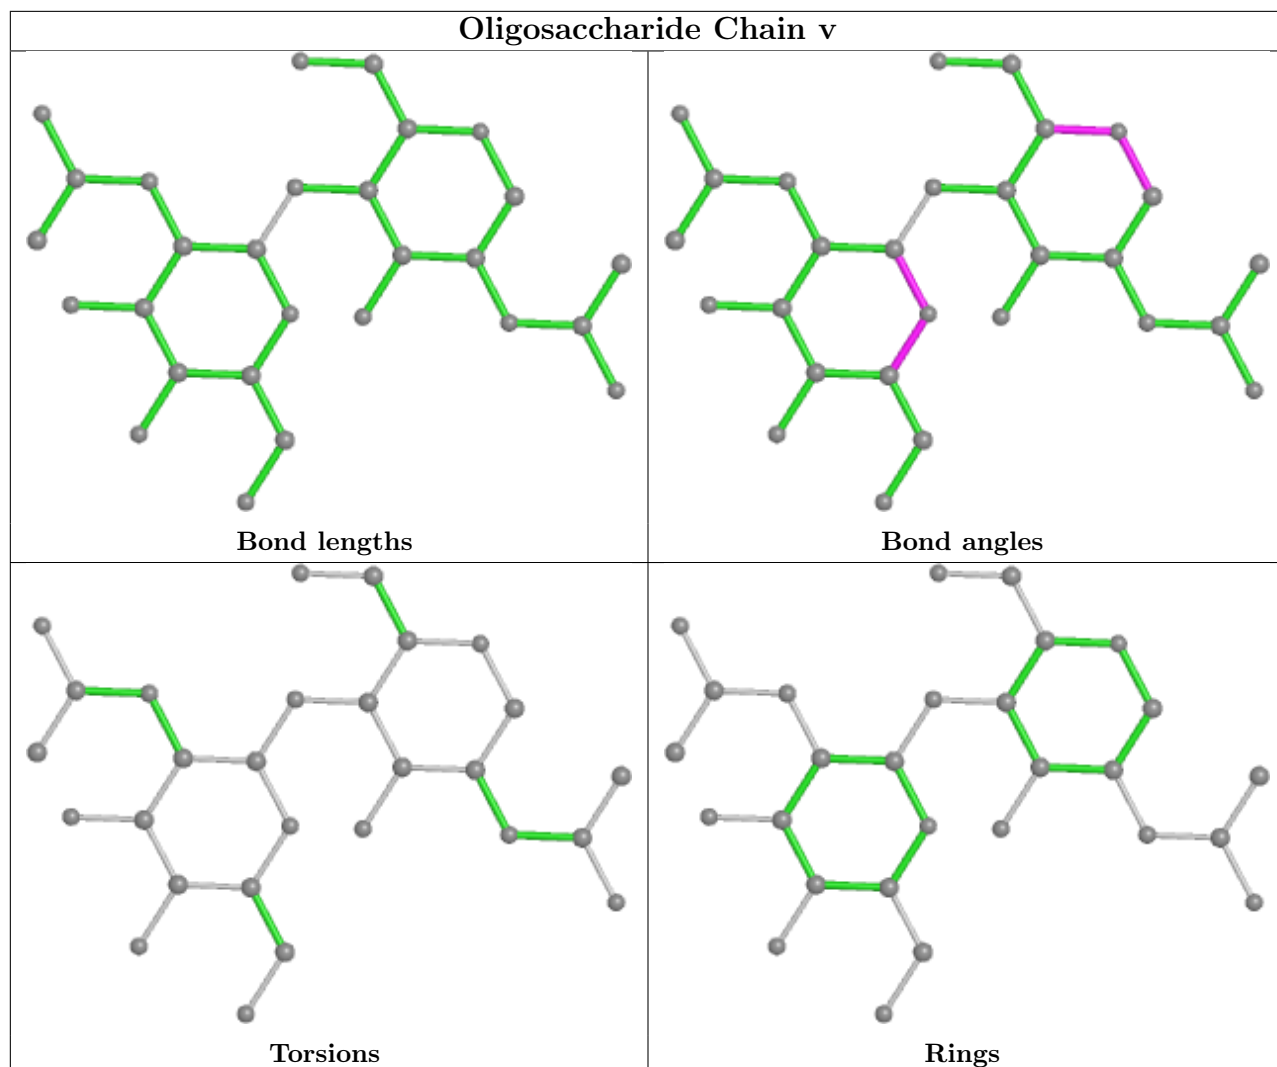 Oligosaccharide Chain v
Bond lengths
Bond angles
Torsions
Rings